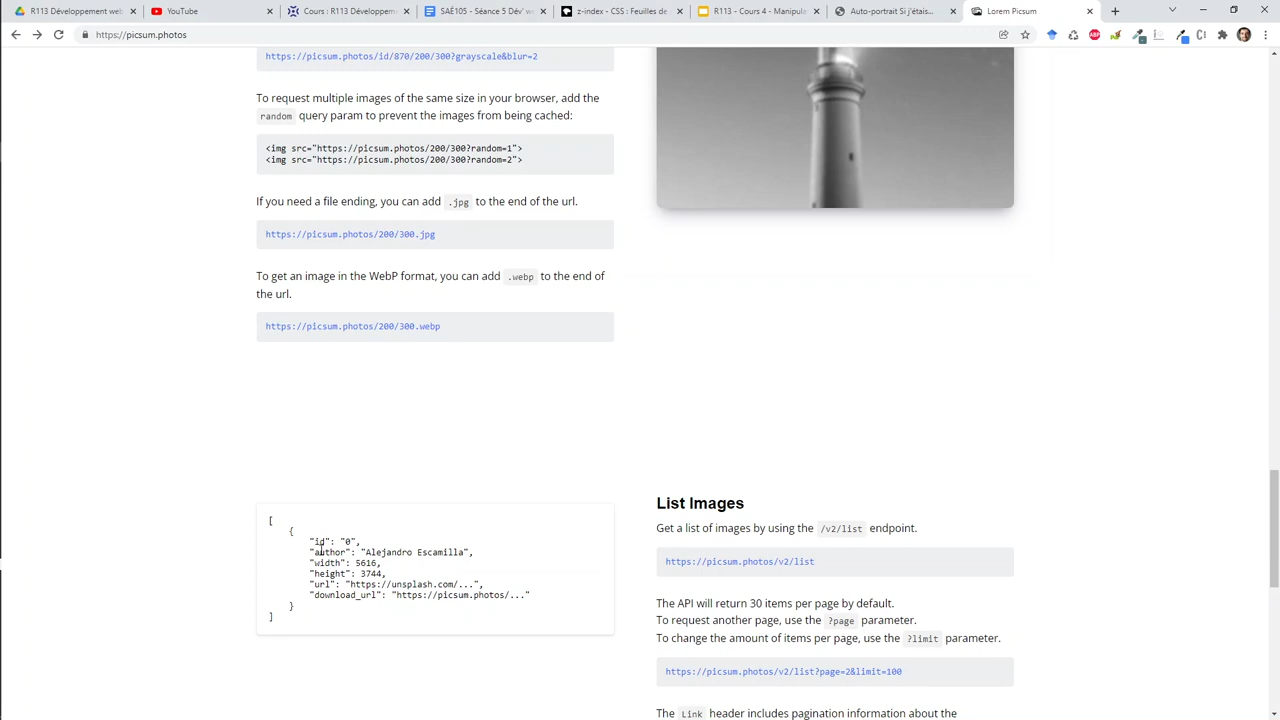 R113 Développement web
YouTube
Cours : R113 Développem
SAÉ105 - Séance 5 Dév' w
z-index - CSS : Feuilles de
R113 - Cours 4 - Manipula
Auto-portrait Si j'étais...
Lorem Picsum
https://picsum.photos
https://picsum.photos/id/870/200/300?grayscale&blur=2
To request multiple images of the same size in your browser, add the
random query param to prevent the images from being cached:
<img src="https://picsum.photos/200/300?random=1">
<img src="https://picsum.photos/200/300?random=2">
If you need a file ending, you can add .jpg to the end of the url.
https://picsum.photos/200/300.jpg
To get an image in the WebP format, you can add .webp to the end of
the url.
https://picsum.photos/200/300.webp
[
{
"id": "0",
"author": "Alejandro Escamilla",
"width": 5616,
"height": 3744,
"url": "https://unsplash.com/...",
"download_url": "https://picsum.photos/..."
}
]
List Images
Get a list of images by using the /v2/list endpoint.
https://picsum.photos/v2/list
The API will return 30 items per page by default.
To request another page, use the ?page parameter.
To change the amount of items per page, use the ?limit parameter.
https://picsum.photos/v2/list?page=2&limit=100
The Link header includes pagination information about the